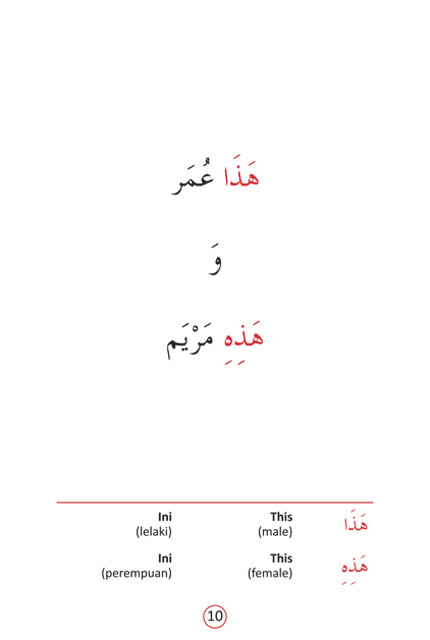 هَذَا عُمَر
وَ
هَذِهِ مَرْيَم
Ini This هَذَا
(lelaki) (male)
Ini This هَذِهِ
(perempuan) (female)
10